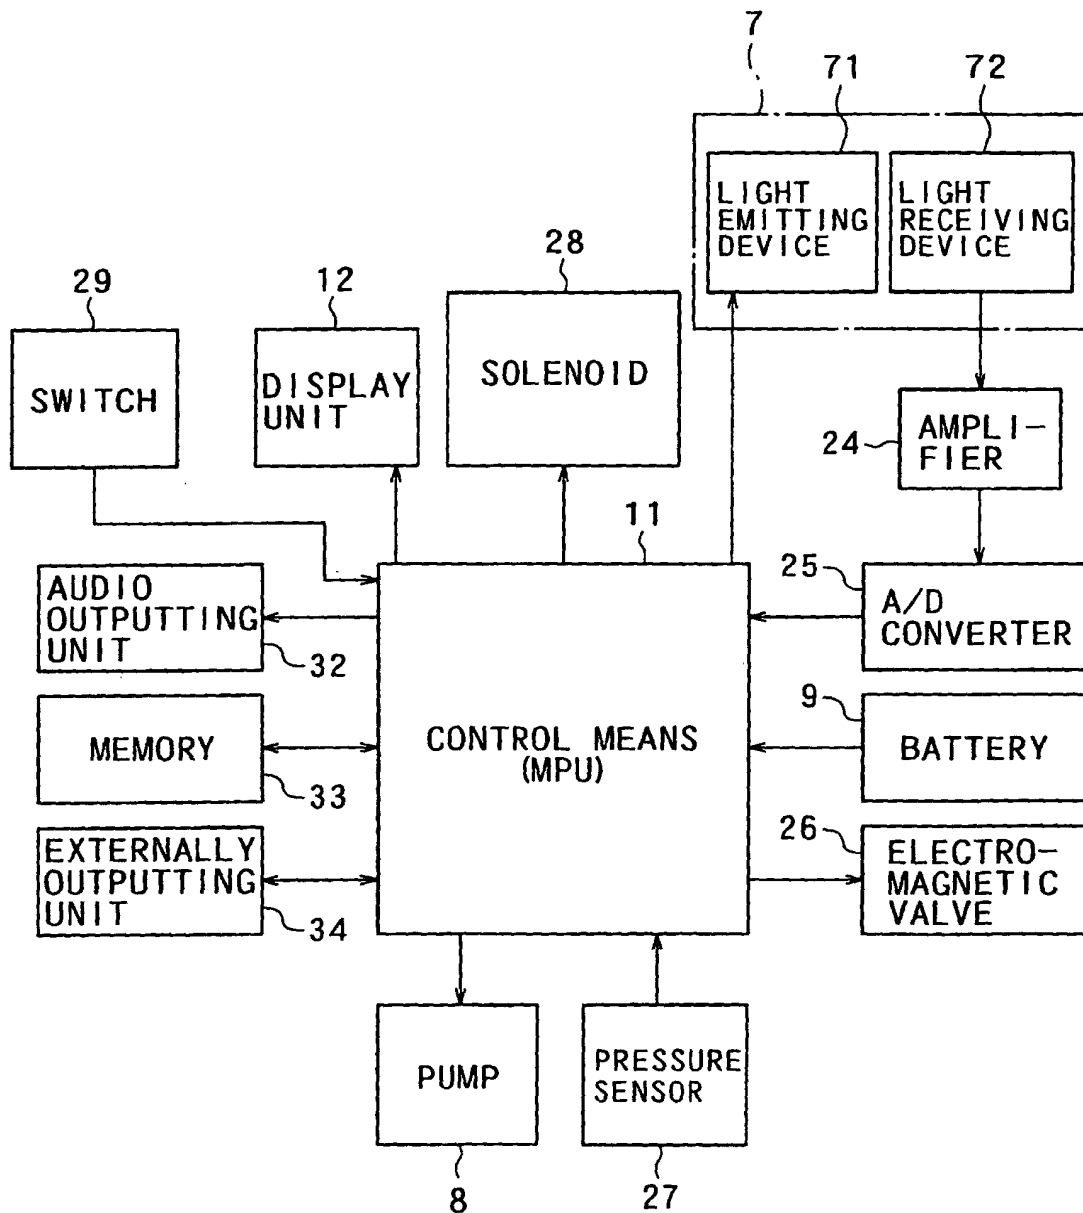 7
71
72
LIGHT
EMITTING
DEVICE
LIGHT
RECEIVING
DEVICE
29
12
28
SWITCH
DISPLAY
UNIT
SOLENOID
24
AMPLI-
FIER
11
25
A/D
CONVERTER
AUDIO
OUTPUTTING
UNIT
32
9
BATTERY
MEMORY
33
CONTROL MEANS
(MPU)
26
ELECTRO-
MAGNETIC
VALVE
EXTERNALLY
OUTPUTTING
UNIT
34
PUMP
PRESSURE
SENSOR
8
27